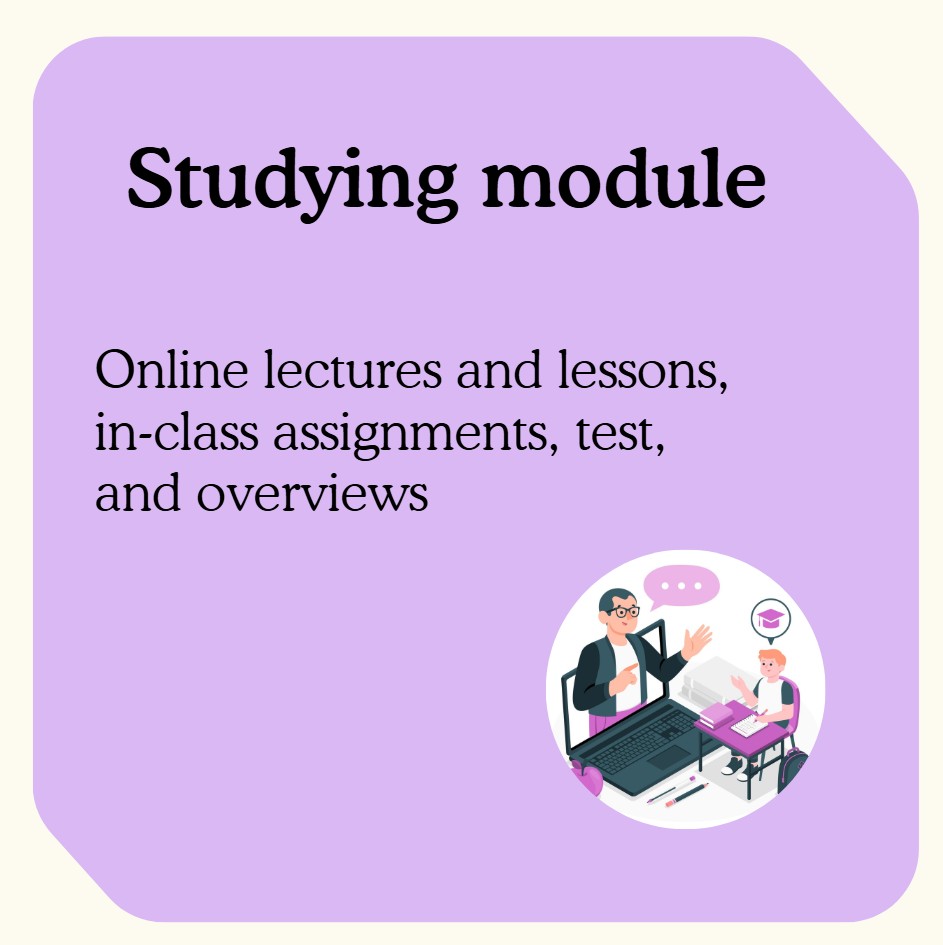 Studying module
Online lectures and lessons,
in-class assignments, test,
and overviews